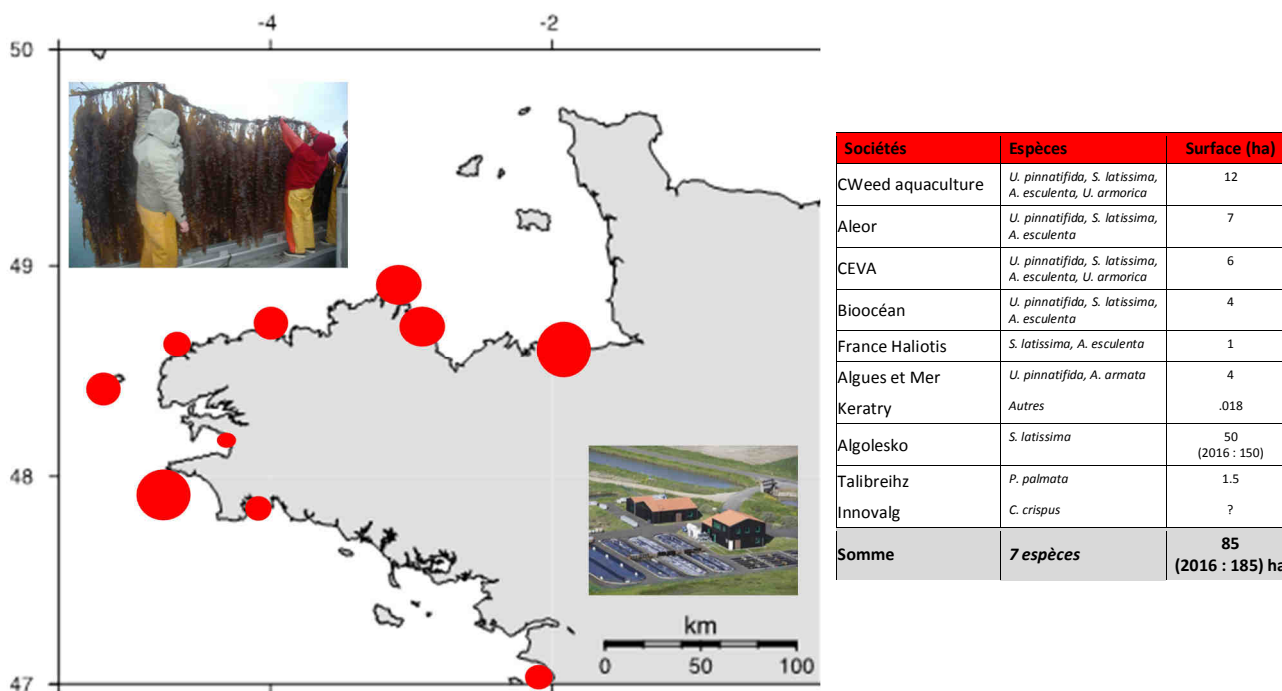 -4
-2
50
49
48
47
km
0
50
100
Sociétés
Espèces
Surface (ha)
CWeed aquaculture
U. pinnatifida, S. latissima,
A. esculenta, U. armorica
12
Aleor
U. pinnatifida, S. latissima,
A. esculenta
7
CEVA
U. pinnatifida, S. latissima,
A. esculenta, U. armorica
6
Bioocéan
U. pinnatifida, S. latissima,
A. esculenta
4
France Haliotis
S. latissima, A. esculenta
1
Algues et Mer
U. pinnatifida, A. armata
4
Keratry
Autres
.018
Algolesko
S. latissima
50
(2016 : 150)
Talibreihz
P. palmata
1.5
Innovalg
C. crispus
?
Somme
7 espèces
85
(2016 : 185) ha